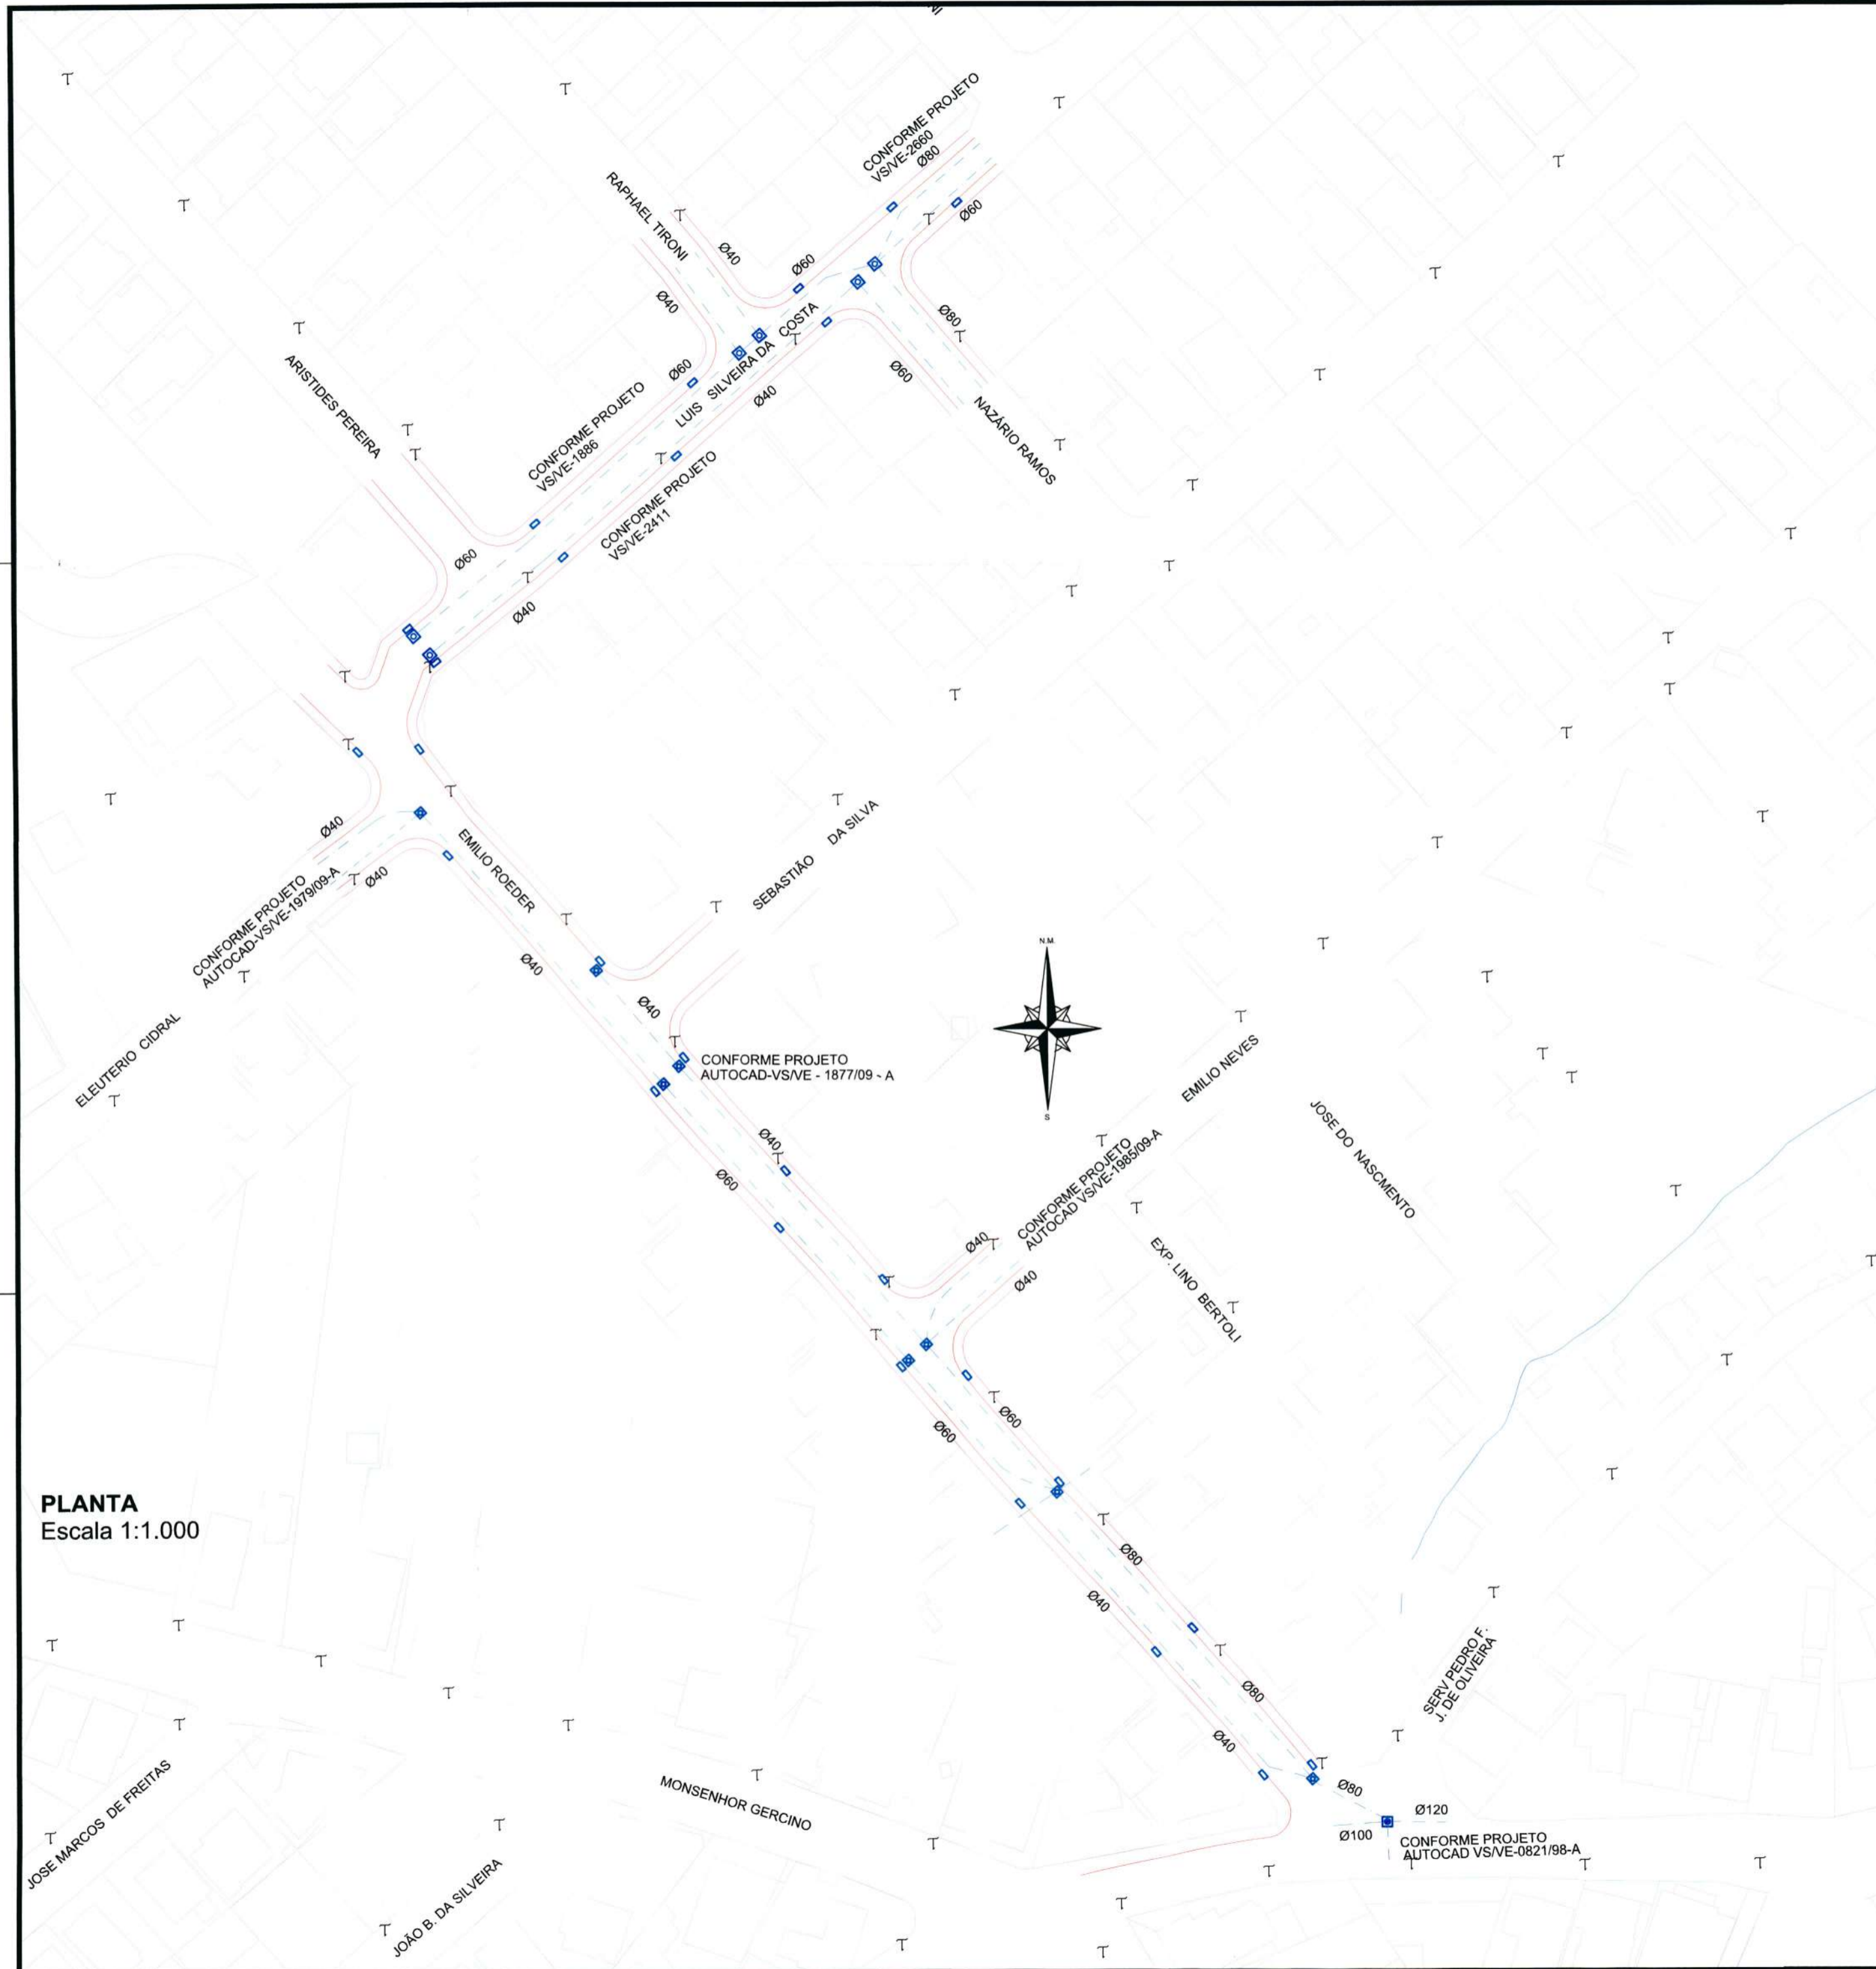 CONFORME PROJETO
VS/VE-2660
Ø80
RAPHAEL TIRONI
Ø40
Ø60
Ø60
Ø40
Ø80
LUIS SILVEIRA DA COSTA
ARISTIDES PEREIRA
Ø60
Ø40
Ø60
CONFORME PROJETO
VS/VE-1886
NAZÁRIO RAMOS
CONFORME PROJETO
VS/VE-2411
Ø60
Ø40
Ø40
EMILIO ROEDER
SEBASTIÃO DA SILVA
Ø40
CONFORME PROJETO
AUTOCAD-VS/VE-1979/09-A
ELEUTERIO CIDRAL
Ø40
Ø40
N.M.
S
CONFORME PROJETO
AUTOCAD-VS/VE - 1877/09 - A
EMILIO NEVES
JOSE DO NASCMENTO
Ø40
Ø60
CONFORME PROJETO
AUTOCAD VS/VE-1985/09-A
EXP. LINO BERTOLI
Ø40
Ø40
Ø60
Ø60
PLANTA
Escala 1:1.000
Ø80
Ø40
SERV PEDRO F.
J. DE OLIVEIRA
Ø80
Ø40
Ø80
MONSENHOR GERCINO
JOSE MARCOS DE FREITAS
Ø120
Ø100
CONFORME PROJETO
AUTOCAD VS/VE-0821/98-A
JOÃO B. DA SILVEIRA